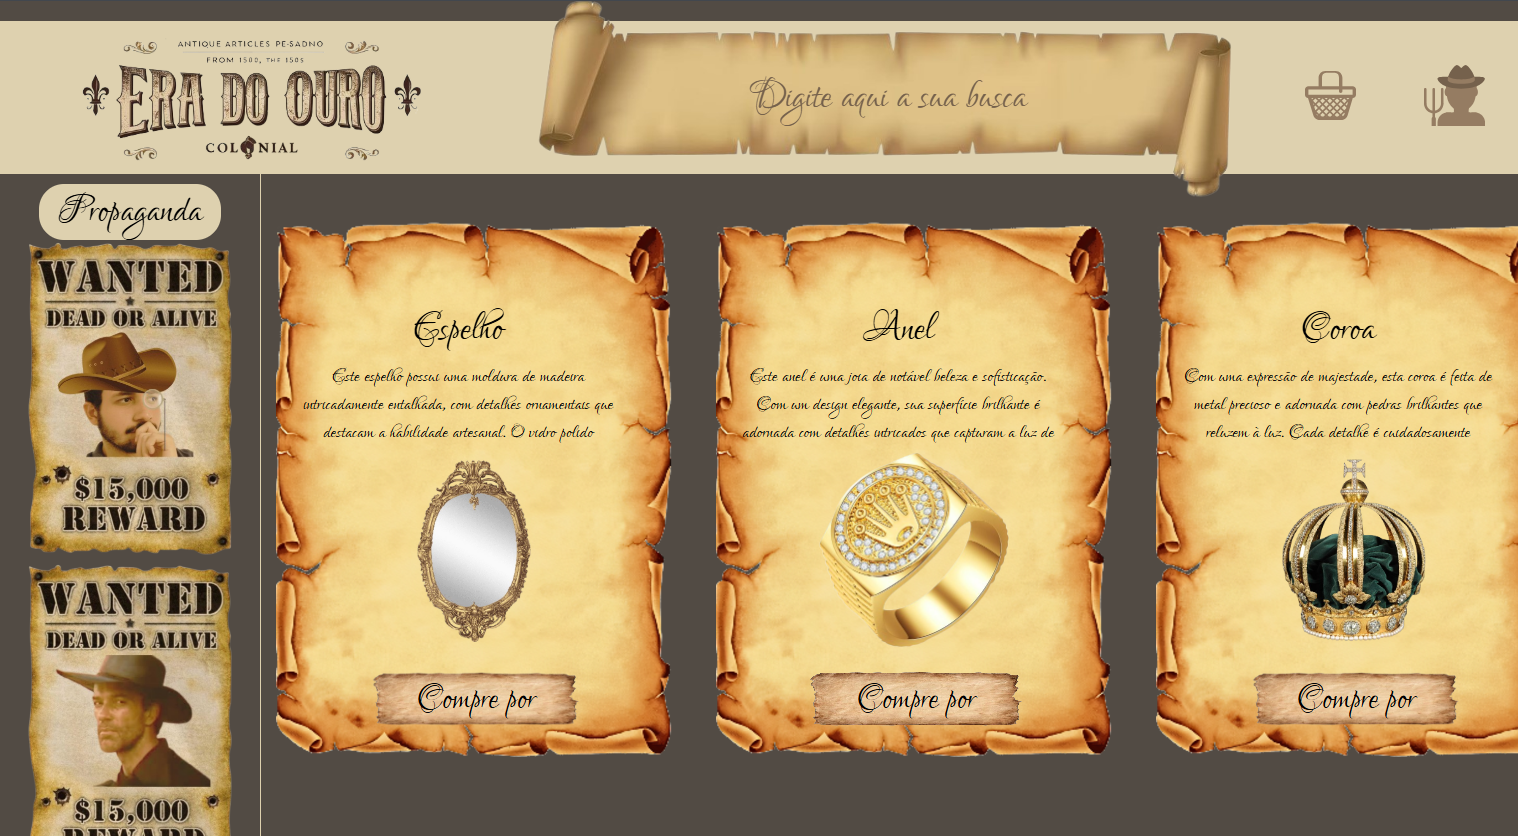 ANTIQUE ARTICLES PE-SADNO
FROM 1500, THE 150S
ERA DO OURO
COLONIAL
Digite aqui a sua busca
Propaganda
WANTED
DEAD OR ALIVE
$15,000
REWARD
WANTED
DEAD OR ALIVE
$15,000
REWARD
Espelho
Este espelho possui uma moldura de madeira
intricadamente entalhada, com detalhes ornamentais que
destacam a habilidade artesanal. O vidro polido
Compre por
Anel
Este anel é uma joia de notável beleza e sofisticação.
Com um design elegante, sua superfície brilhante é
adornada com detalhes intricados que capturam a luz de
Compre por
Coroa
Com uma expressão de majestade, esta coroa é feita de
metal precioso e adornada com pedras brilhantes que
reluzem à luz. Cada detalhe é cuidadosamente
Compre por